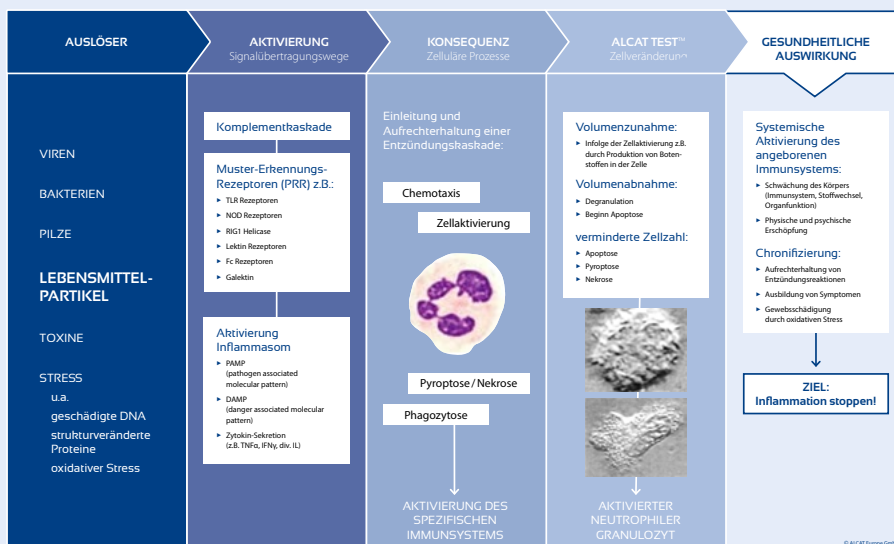 AUSLÖSER
VIREN
BAKTERIEN
PILZE
LEBENSMITTEL-
PARTIKEL
TOXINE
STRESS
u.a.
geschädigte DNA
strukturveränderte
Proteine
oxidativer Stress
AKTIVIERUNG
Signalübertragungswege
Komplementkaskade
Muster-Erkennungs-
Rezeptoren (PRR) z.B.:
► TLR Rezeptoren
► NOD Rezeptoren
► RIG1 Helicase
► Lektin Rezeptoren
► Fc Rezeptoren
► Galektin
Aktivierung
Inflammasom
► PAMP
(pathogen associated
molecular pattern)
► DAMP
(danger associated molecular
pattern)
► Zytokin-Sekretion
(z.B. TNFα, IFNγ, div. IL)
KONSEQUENZ
Zelluläre Prozesse
Einleitung und
Aufrechterhaltung einer
Entzündungskaskade:
Chemotaxis
Zellaktivierung
Pyroptose / Nekrose
Phagozytose
AKTIVIERUNG DES
SPEZIFISCHEN
IMMUNSYSTEMS
ALCAT TEST™
Zellveränderung
Volumenzunahme:
► Infolge der Zellaktivierung z.B.
durch Produktion von Boten-
stoffen in der Zelle
Volumenabnahme:
► Degranulation
► Beginn Apoptose
verminderte Zellzahl:
► Apoptose
► Pyroptose
► Nekrose
AKTIVIERTER
NEUTROPHILER
GRANULOZYT
GESUNDHEITLICHE
AUSWIRKUNG
Systemische
Aktivierung des
angeborenen
Immunsystems:
► Schwächung des Körpers
(Immunsystem, Stoffwechsel,
Organfunktion)
► Physische und psychische
Erschöpfung
Chronifizierung:
► Aufrechterhaltung von
Entzündungsreaktionen
► Ausbildung von Symptomen
► Gewebsschädigung
durch oxidativen Stress
ZIEL:
Inflammation stoppen!
© ALCAT Europe GmbH